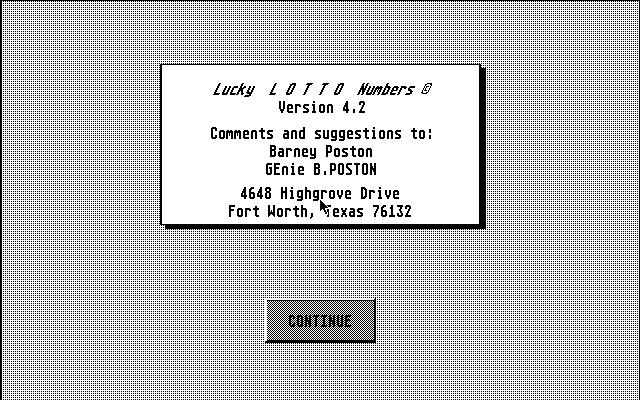 Lucky L O T T O Numbers ©
Version 4.2
Comments and suggestions to:
Barney Poston
GEnie B.POSTON
4648 Highgrove Drive
Fort Worth, Texas 76132
CONTINUE